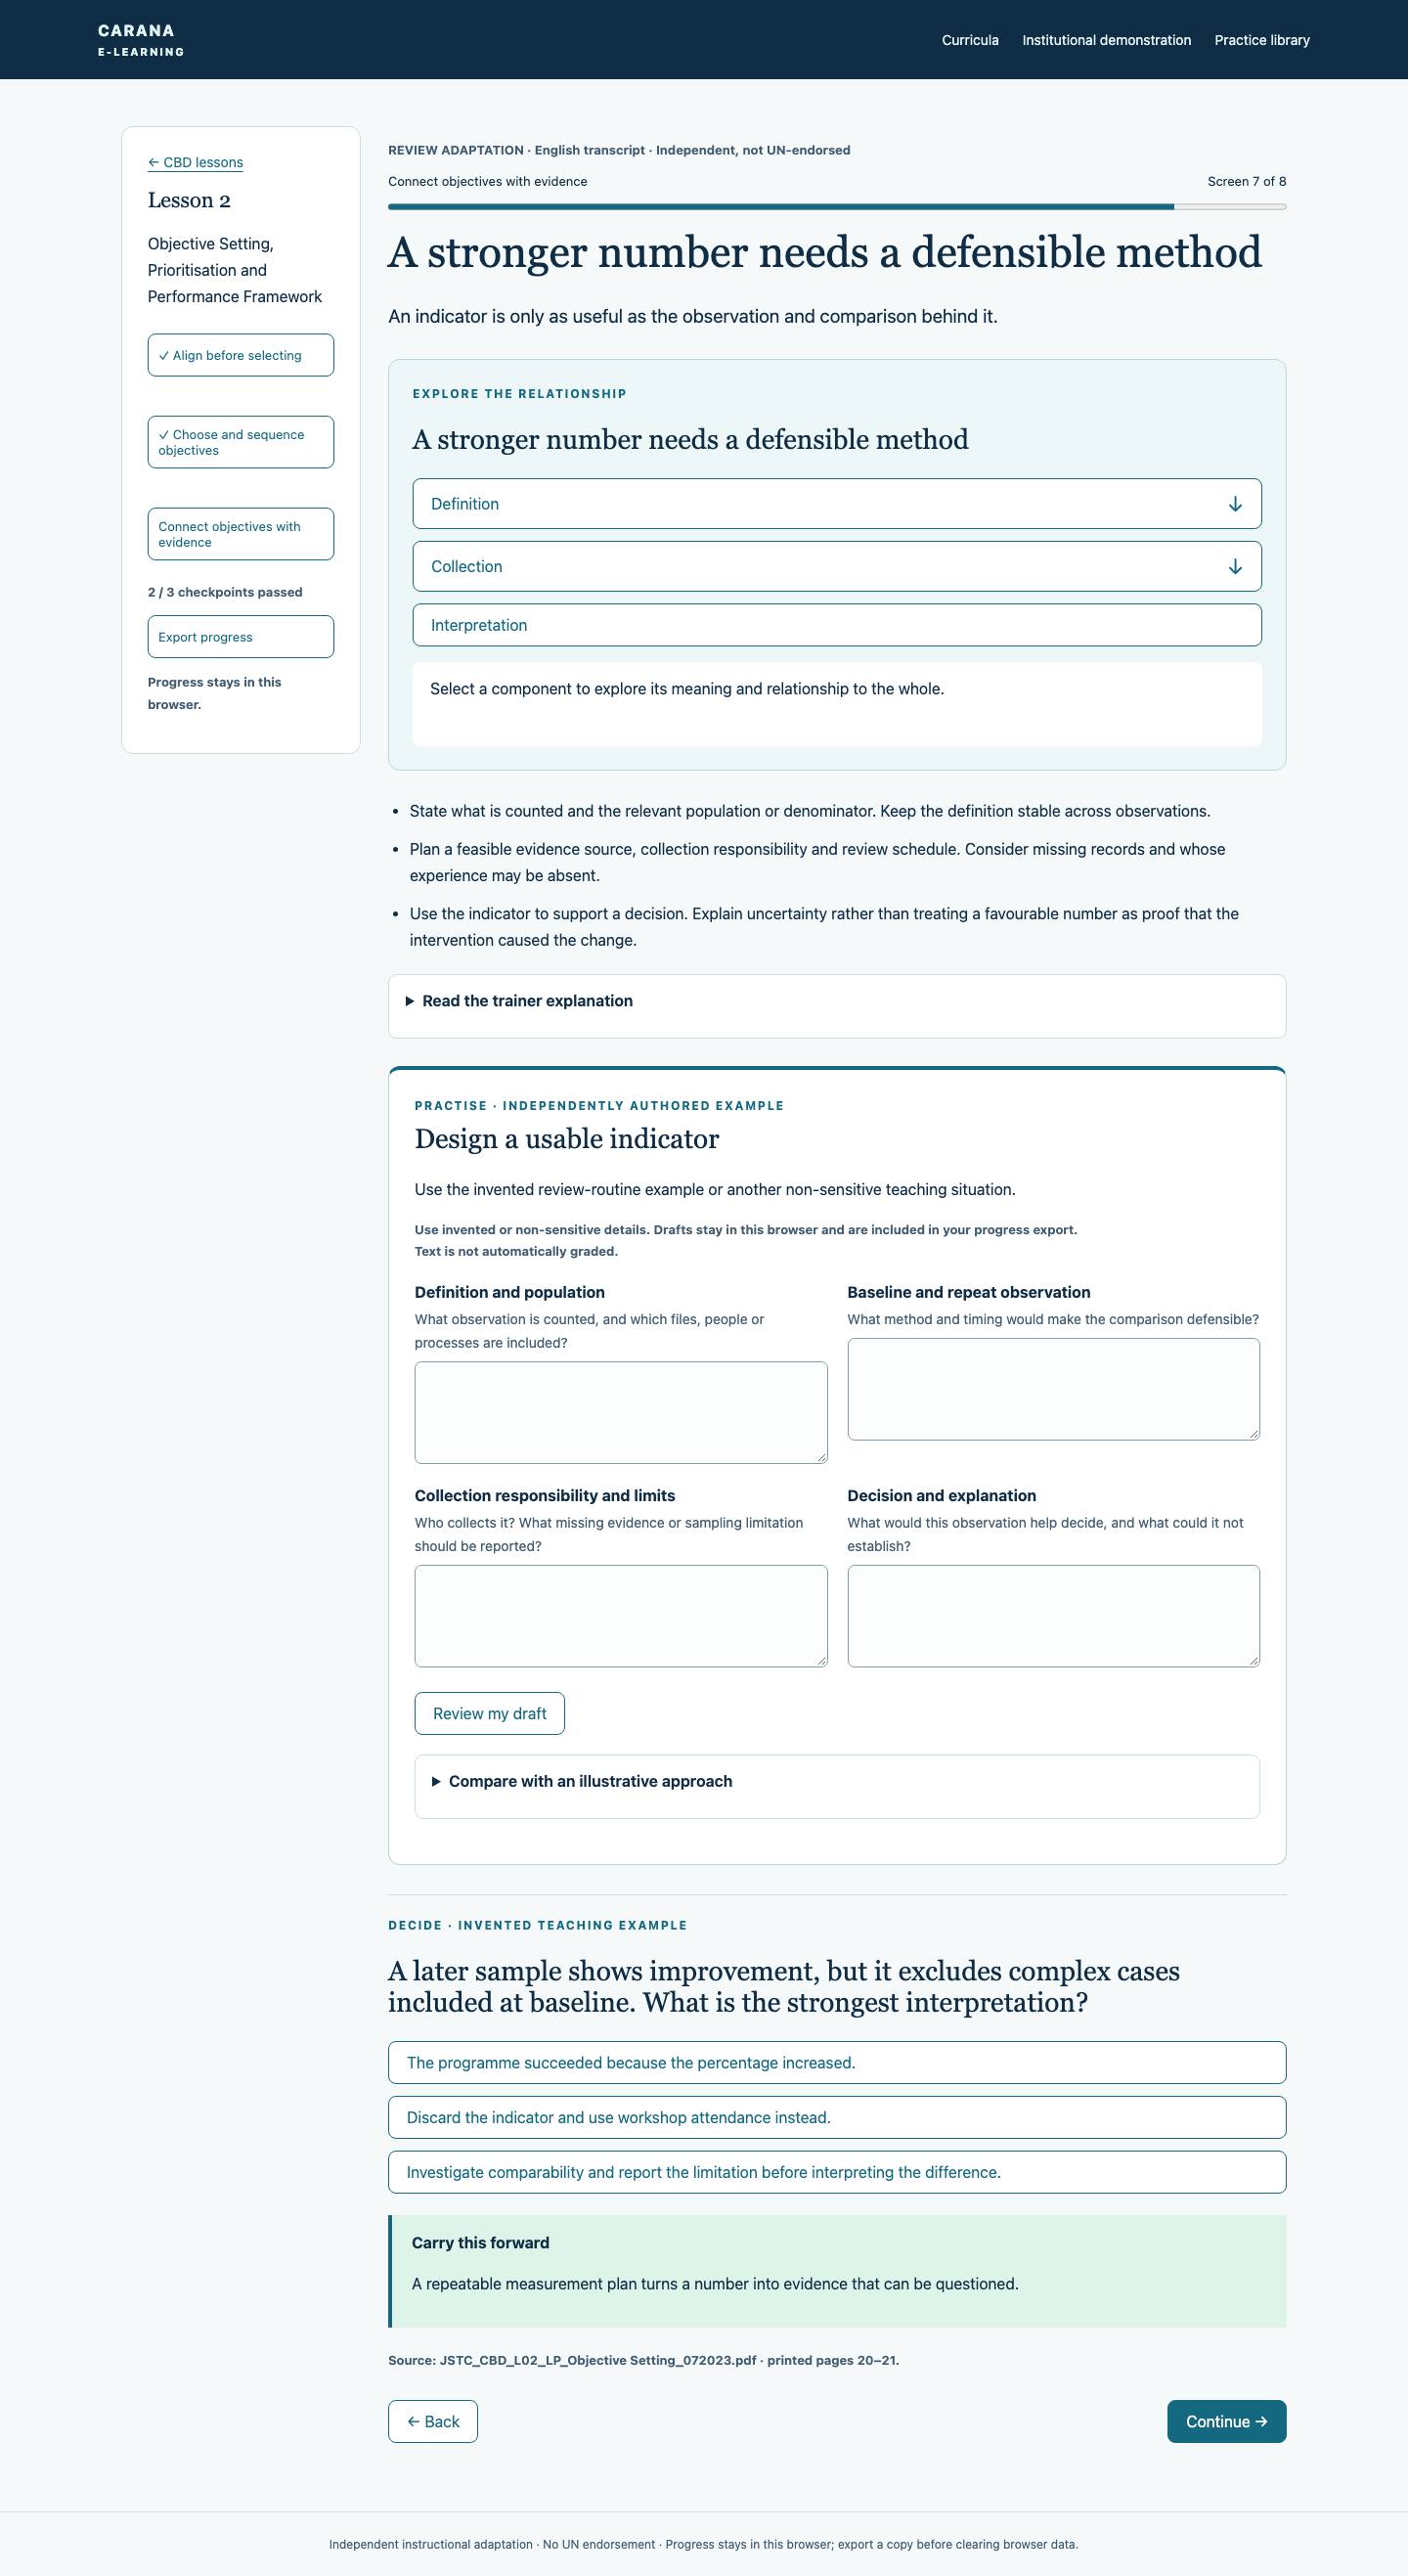 CARANA
E-LEARNING
Curricula
Institutional demonstration
Practice library
← CBD lessons
Lesson 2
Objective Setting,
Prioritisation and
Performance Framework
✓ Align before selecting
✓ Choose and sequence
objectives
Connect objectives with
evidence
2 / 3 checkpoints passed
Export progress
Progress stays in this
browser.
REVIEW ADAPTATION · English transcript · Independent, not UN-endorsed
Connect objectives with evidence
Screen 7 of 8
A stronger number needs a defensible method
An indicator is only as useful as the observation and comparison behind it.
EXPLORE THE RELATIONSHIP
A stronger number needs a defensible method
Definition ↓
Collection ↓
Interpretation
Select a component to explore its meaning and relationship to the whole.
• State what is counted and the relevant population or denominator. Keep the definition stable across observations.
• Plan a feasible evidence source, collection responsibility and review schedule. Consider missing records and whose
experience may be absent.
• Use the indicator to support a decision. Explain uncertainty rather than treating a favourable number as proof that the
intervention caused the change.
▶ Read the trainer explanation
PRACTISE · INDEPENDENTLY AUTHORED EXAMPLE
Design a usable indicator
Use the invented review-routine example or another non-sensitive teaching situation.
Use invented or non-sensitive details. Drafts stay in this browser and are included in your progress export.
Text is not automatically graded.
Definition and population
What observation is counted, and which files, people or
processes are included?
Baseline and repeat observation
What method and timing would make the comparison defensible?
Collection responsibility and limits
Who collects it? What missing evidence or sampling limitation
should be reported?
Decision and explanation
What would this observation help decide, and what could it not
establish?
Review my draft
▶ Compare with an illustrative approach
DECIDE · INVENTED TEACHING EXAMPLE
A later sample shows improvement, but it excludes complex cases
included at baseline. What is the strongest interpretation?
The programme succeeded because the percentage increased.
Discard the indicator and use workshop attendance instead.
Investigate comparability and report the limitation before interpreting the difference.
Carry this forward
A repeatable measurement plan turns a number into evidence that can be questioned.
Source: JSTC_CBD_L02_LP_Objective Setting_072023.pdf · printed pages 20–21.
← Back
Continue →
Independent instructional adaptation · No UN endorsement · Progress stays in this browser; export a copy before clearing browser data.